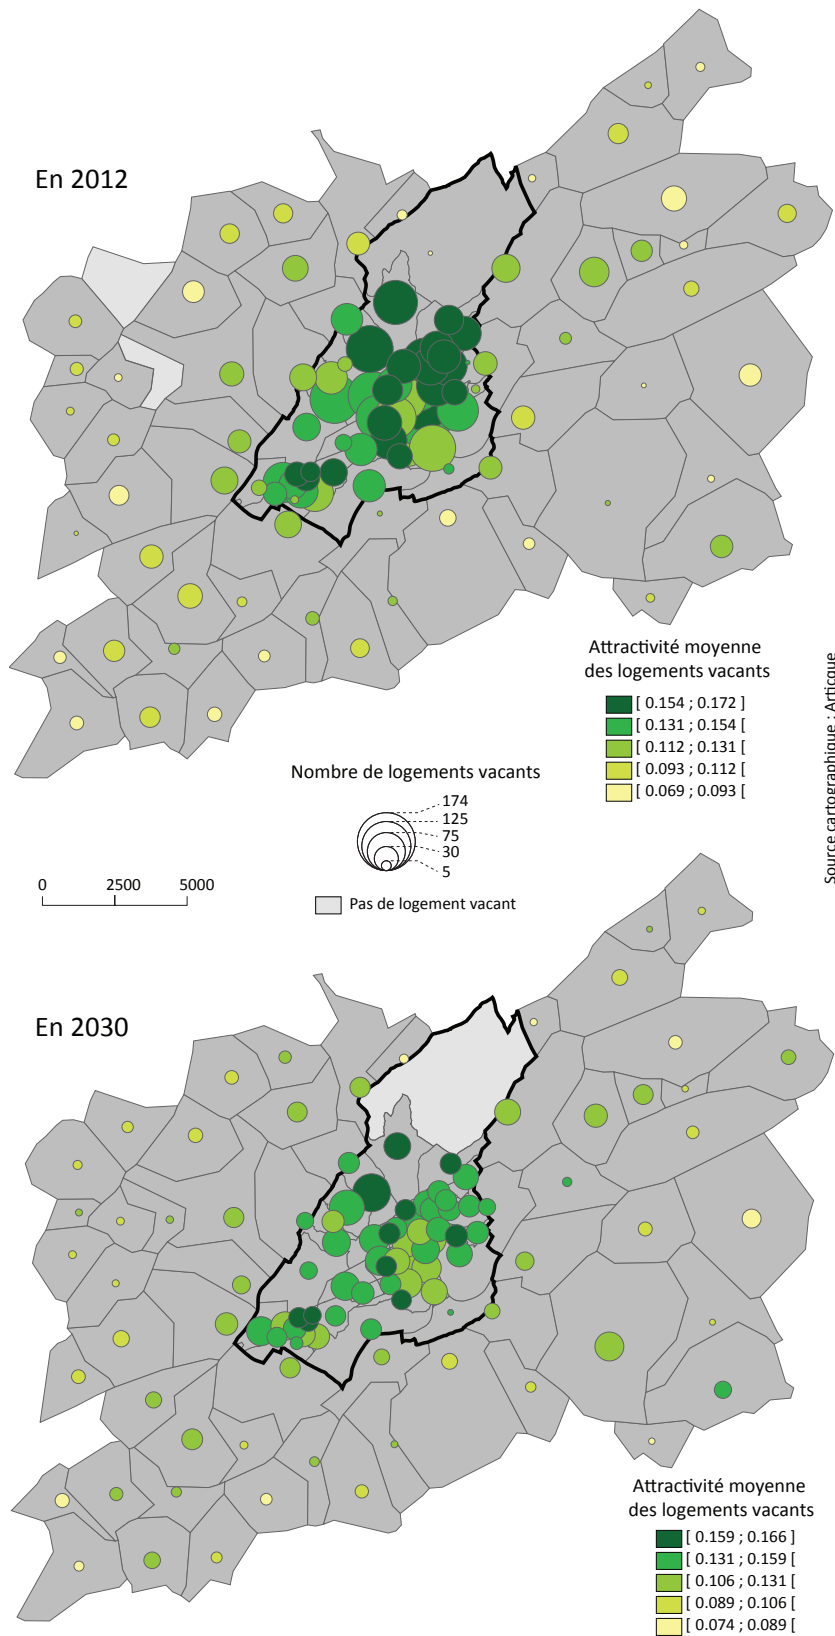 En 2012
Attractivité moyenne
des logements vacants
[ 0.154 ; 0.172 ]
[ 0.131 ; 0.154 [
[ 0.112 ; 0.131 [
[ 0.093 ; 0.112 [
[ 0.069 ; 0.093 [
Source cartographique : Articque
Nombre de logements vacants
174
125
75
30
5
0 2500 5000
Pas de logement vacant
En 2030
Attractivité moyenne
des logements vacants
[ 0.159 ; 0.166 ]
[ 0.131 ; 0.159 [
[ 0.106 ; 0.131 [
[ 0.089 ; 0.106 [
[ 0.074 ; 0.089 [